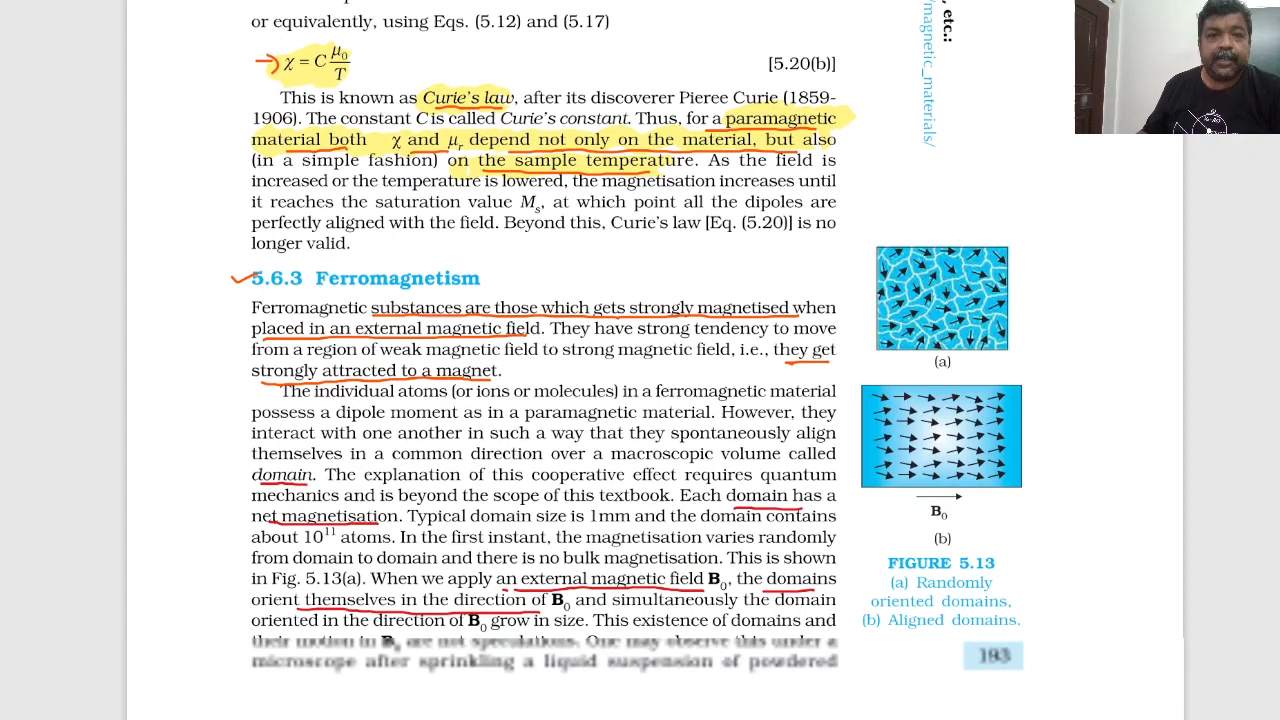 or equivalently, using Eqs. (5.12) and (5.17)
χ = C μ0/T [5.20(b)]
This is known as Curie's law, after its discoverer Pieree Curie (1859-
1906). The constant C is called Curie's constant. Thus, for a paramagnetic
material both χ and μr depend not only on the material, but also
(in a simple fashion) on the sample temperature. As the field is
increased or the temperature is lowered, the magnetisation increases until
it reaches the saturation value Ms, at which point all the dipoles are
perfectly aligned with the field. Beyond this, Curie's law [Eq. (5.20)] is no
longer valid.
5.6.3 Ferromagnetism
Ferromagnetic substances are those which gets strongly magnetised when
placed in an external magnetic field. They have strong tendency to move
from a region of weak magnetic field to strong magnetic field, i.e., they get
strongly attracted to a magnet.
The individual atoms (or ions or molecules) in a ferromagnetic material
possess a dipole moment as in a paramagnetic material. However, they
interact with one another in such a way that they spontaneously align
themselves in a common direction over a macroscopic volume called
domain. The explanation of this cooperative effect requires quantum
mechanics and is beyond the scope of this textbook. Each domain has a
net magnetisation. Typical domain size is 1mm and the domain contains
about 10¹¹ atoms. In the first instant, the magnetisation varies randomly
from domain to domain and there is no bulk magnetisation. This is shown
in Fig. 5.13(a). When we apply an external magnetic field B0, the domains
orient themselves in the direction of B0 and simultaneously the domain
oriented in the direction of B0 grow in size. This existence of domains and
their motion in B0 are not speculations. One may observe this under a
microscope after sprinkling a liquid suspension of powdered
, etc.:
/magnetic_materials/
(a)
B0
(b)
FIGURE 5.13
(a) Randomly
oriented domains,
(b) Aligned domains.
193